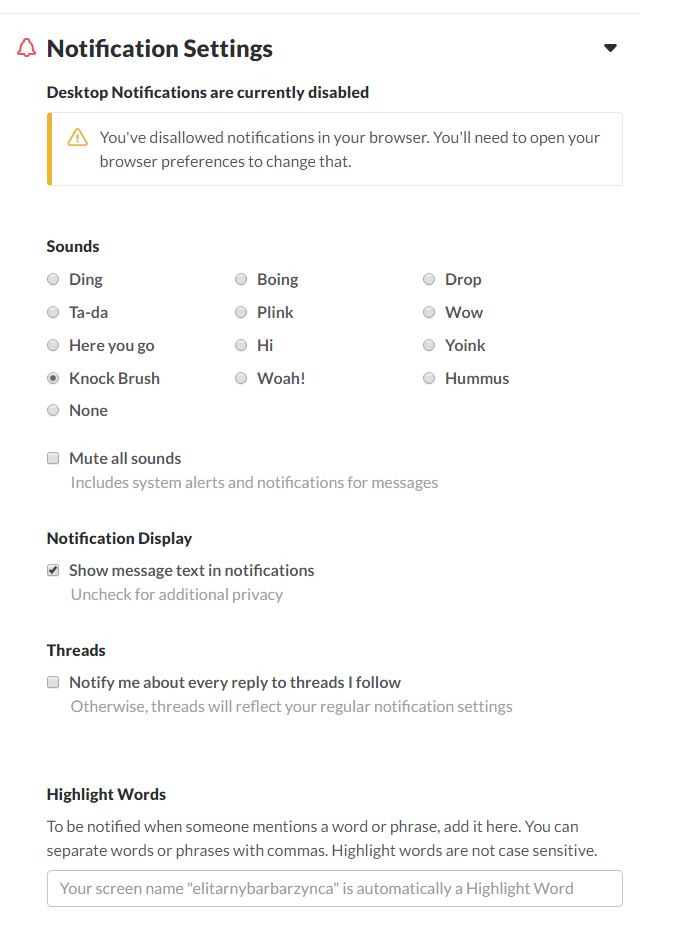 Notification Settings
Desktop Notifications are currently disabled
You've disallowed notifications in your browser. You'll need to open your
browser preferences to change that.
Sounds
Ding
Boing
Drop
Ta-da
Plink
Wow
Here you go
Hi
Yoink
Knock Brush
Woah!
Hummus
None
Mute all sounds
Includes system alerts and notifications for messages
Notification Display
Show message text in notifications
Uncheck for additional privacy
Threads
Notify me about every reply to threads I follow
Otherwise, threads will reflect your regular notification settings
Highlight Words
To be notified when someone mentions a word or phrase, add it here. You can
separate words or phrases with commas. Highlight words are not case sensitive.
Your screen name "elitarnybarbarzynca" is automatically a Highlight Word